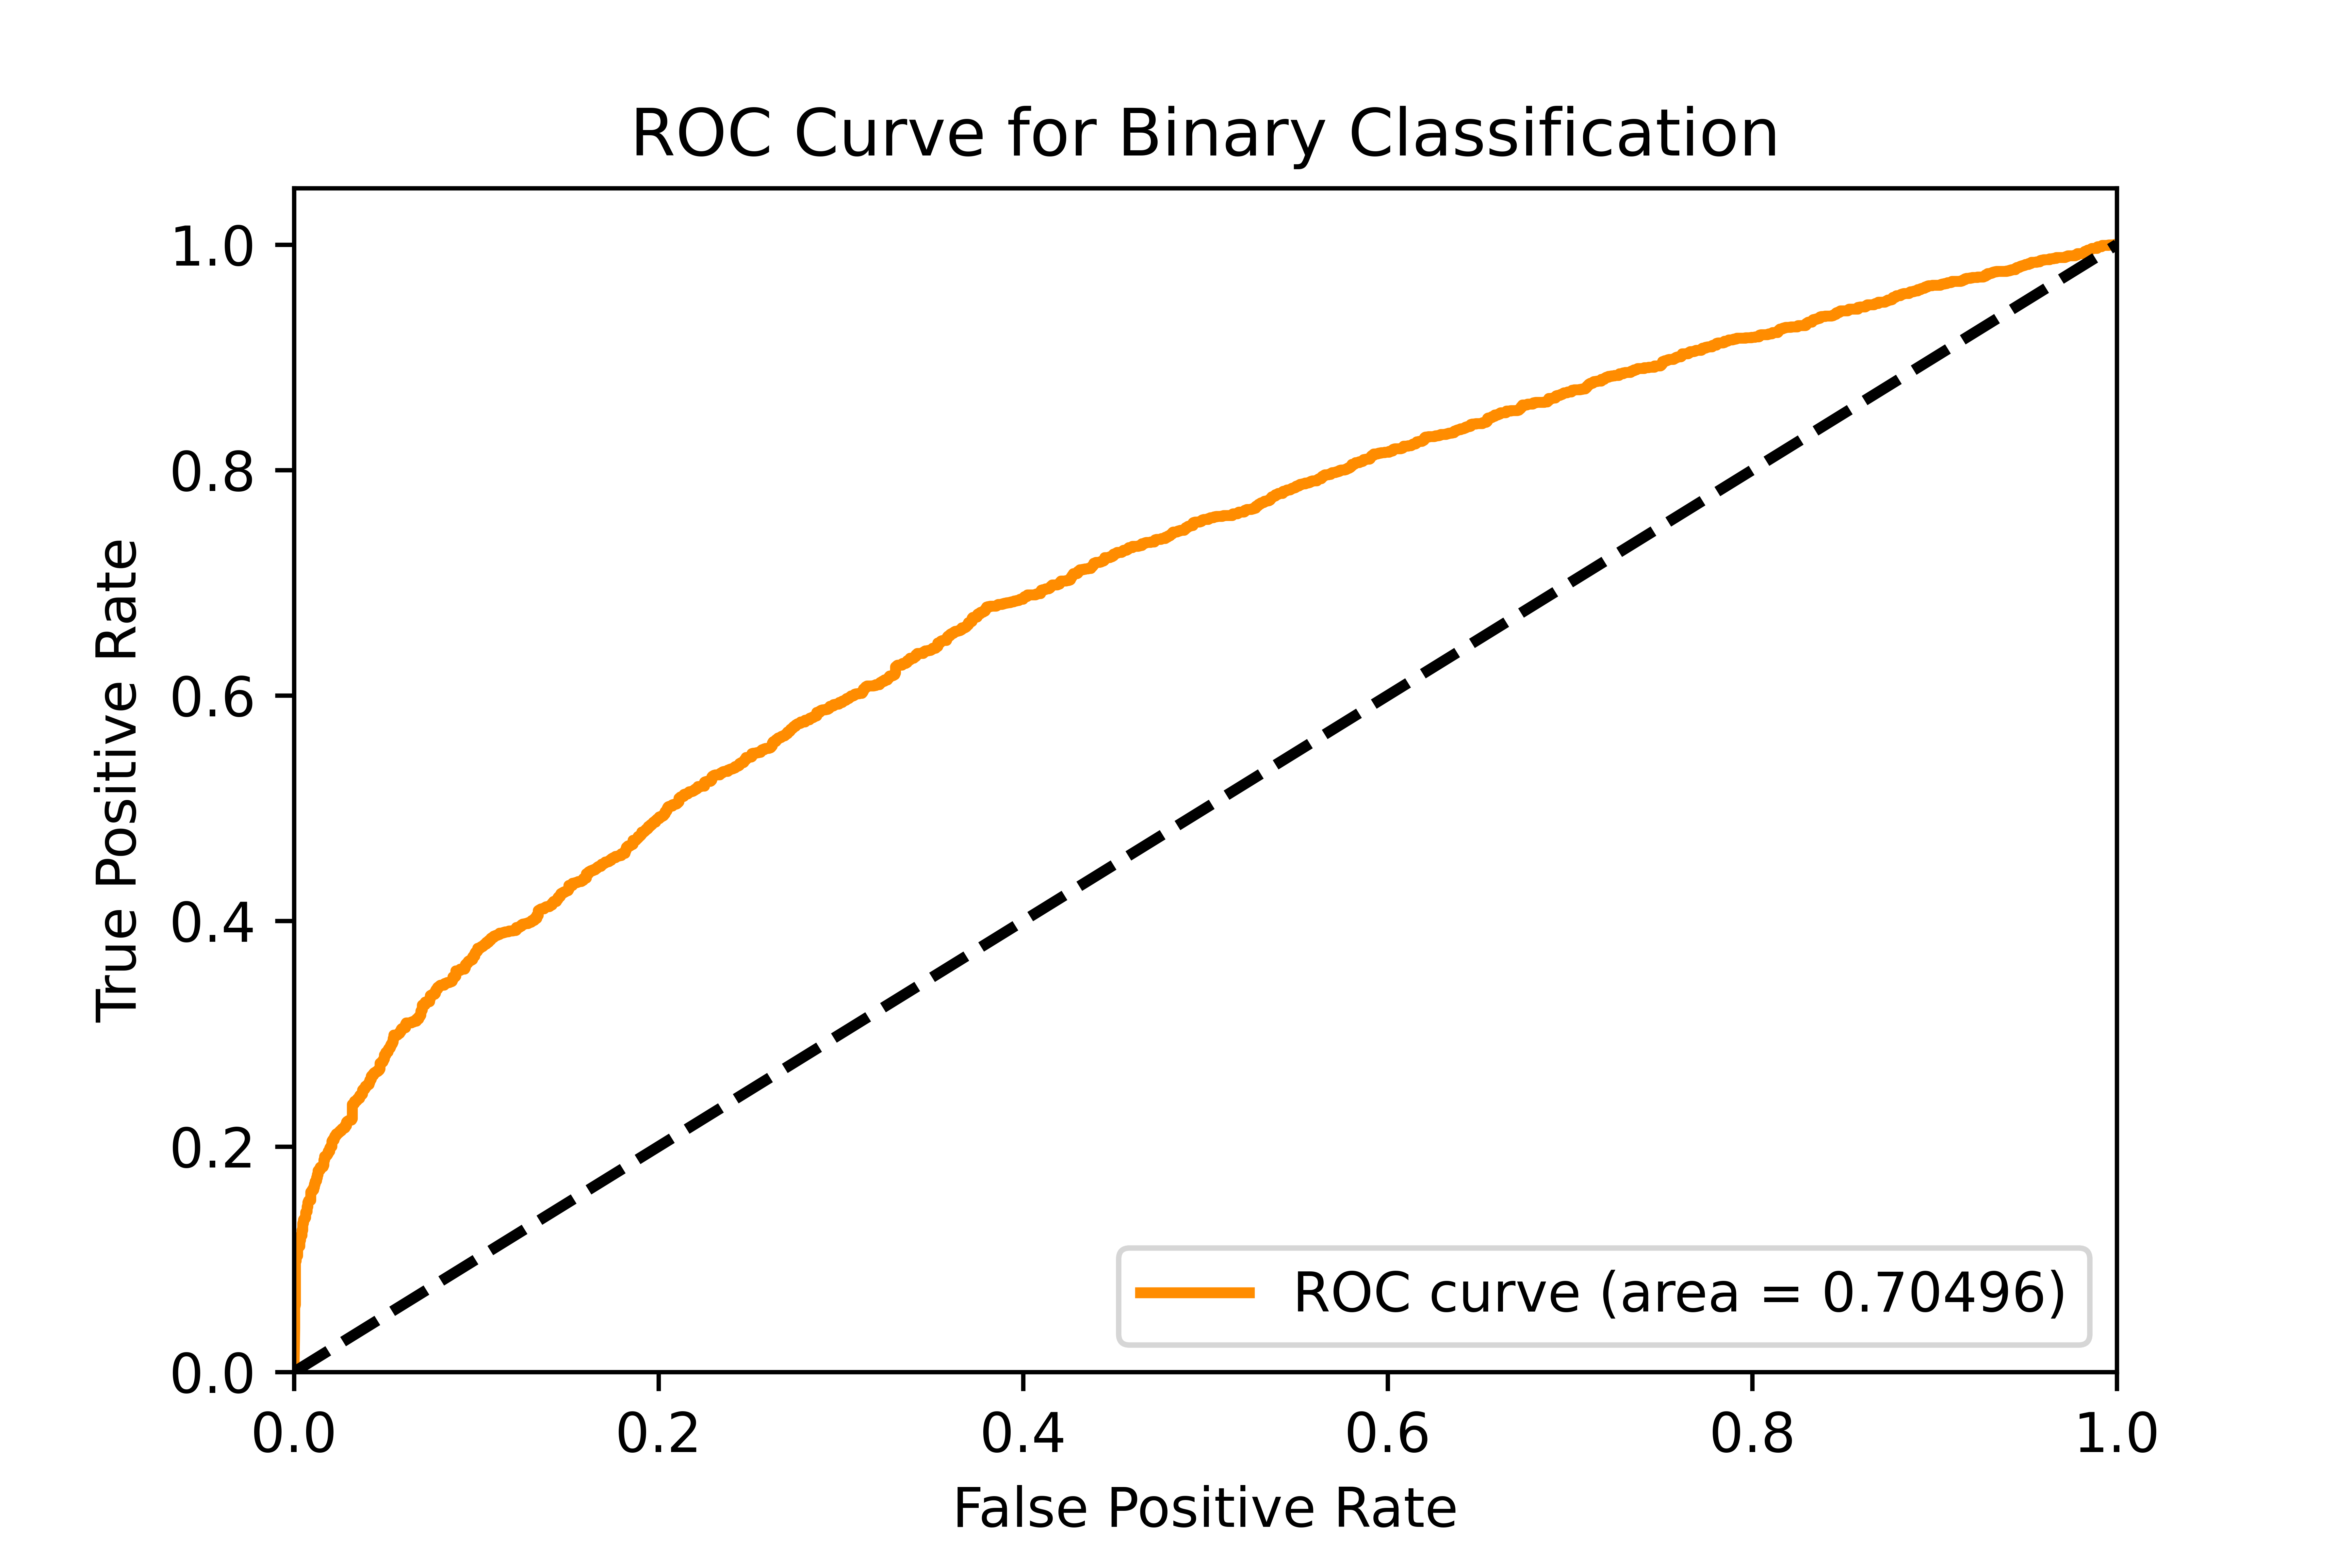 ROC Curve for Binary Classification
True Positive Rate
1.0
0.8
0.6
0.4
0.2
0.0
ROC curve (area = 0.70496)
0.0 0.2 0.4 0.6 0.8 1.0
False Positive Rate